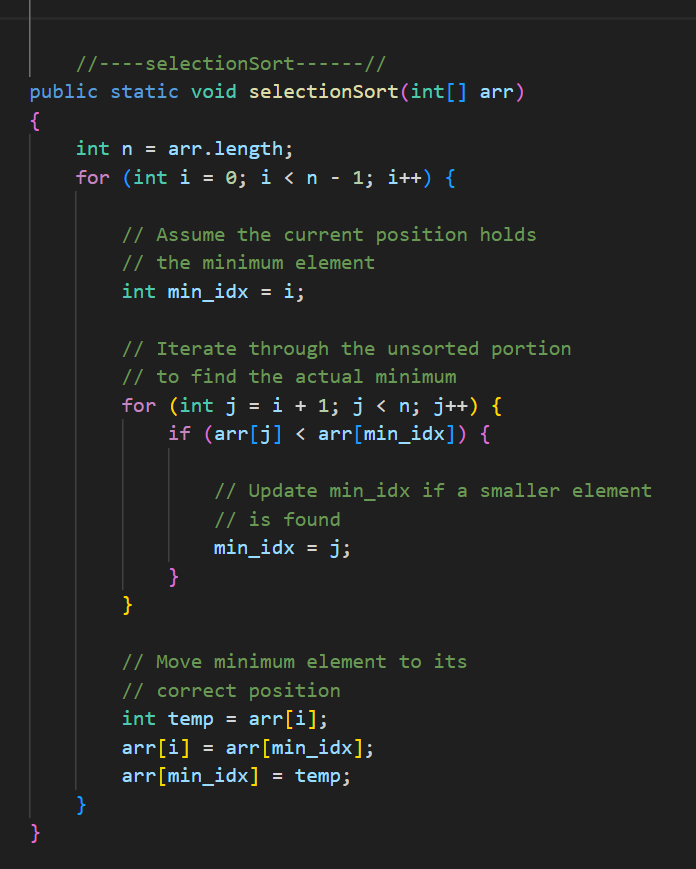 //----selectionSort------//
public static void selectionSort(int[] arr)
{
int n = arr.length;
for (int i = 0; i < n - 1; i++) {
// Assume the current position holds
// the minimum element
int min_idx = i;
// Iterate through the unsorted portion
// to find the actual minimum
for (int j = i + 1; j < n; j++) {
if (arr[j] < arr[min_idx]) {
// Update min_idx if a smaller element
// is found
min_idx = j;
}
}
// Move minimum element to its
// correct position
int temp = arr[i];
arr[i] = arr[min_idx];
arr[min_idx] = temp;
}
}